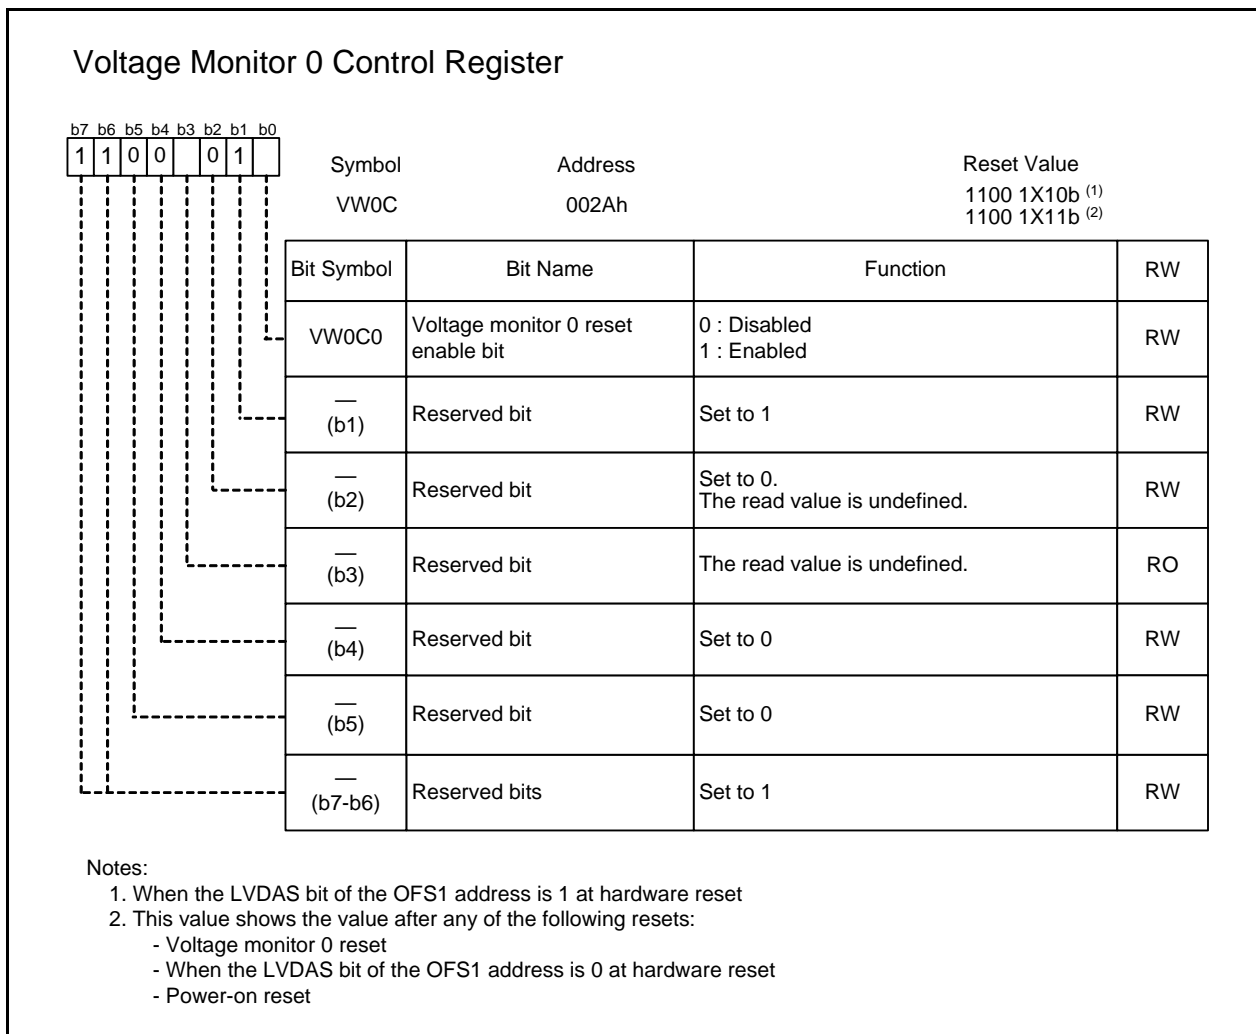 Voltage Monitor 0 Control Register
b7 b6 b5 b4 b3 b2 b1 b0
1 1 0 0 0 1
Symbol Address Reset Value
VW0C 002Ah 1100 1X10b (1)
1100 1X11b (2)
Bit Symbol Bit Name Function RW
VW0C0 Voltage monitor 0 reset enable bit 0 : Disabled 1 : Enabled RW
— (b1) Reserved bit Set to 1 RW
— (b2) Reserved bit Set to 0. The read value is undefined. RW
— (b3) Reserved bit The read value is undefined. RO
— (b4) Reserved bit Set to 0 RW
— (b5) Reserved bit Set to 0 RW
— (b7-b6) Reserved bits Set to 1 RW
Notes:
1. When the LVDAS bit of the OFS1 address is 1 at hardware reset
2. This value shows the value after any of the following resets:
- Voltage monitor 0 reset
- When the LVDAS bit of the OFS1 address is 0 at hardware reset
- Power-on reset